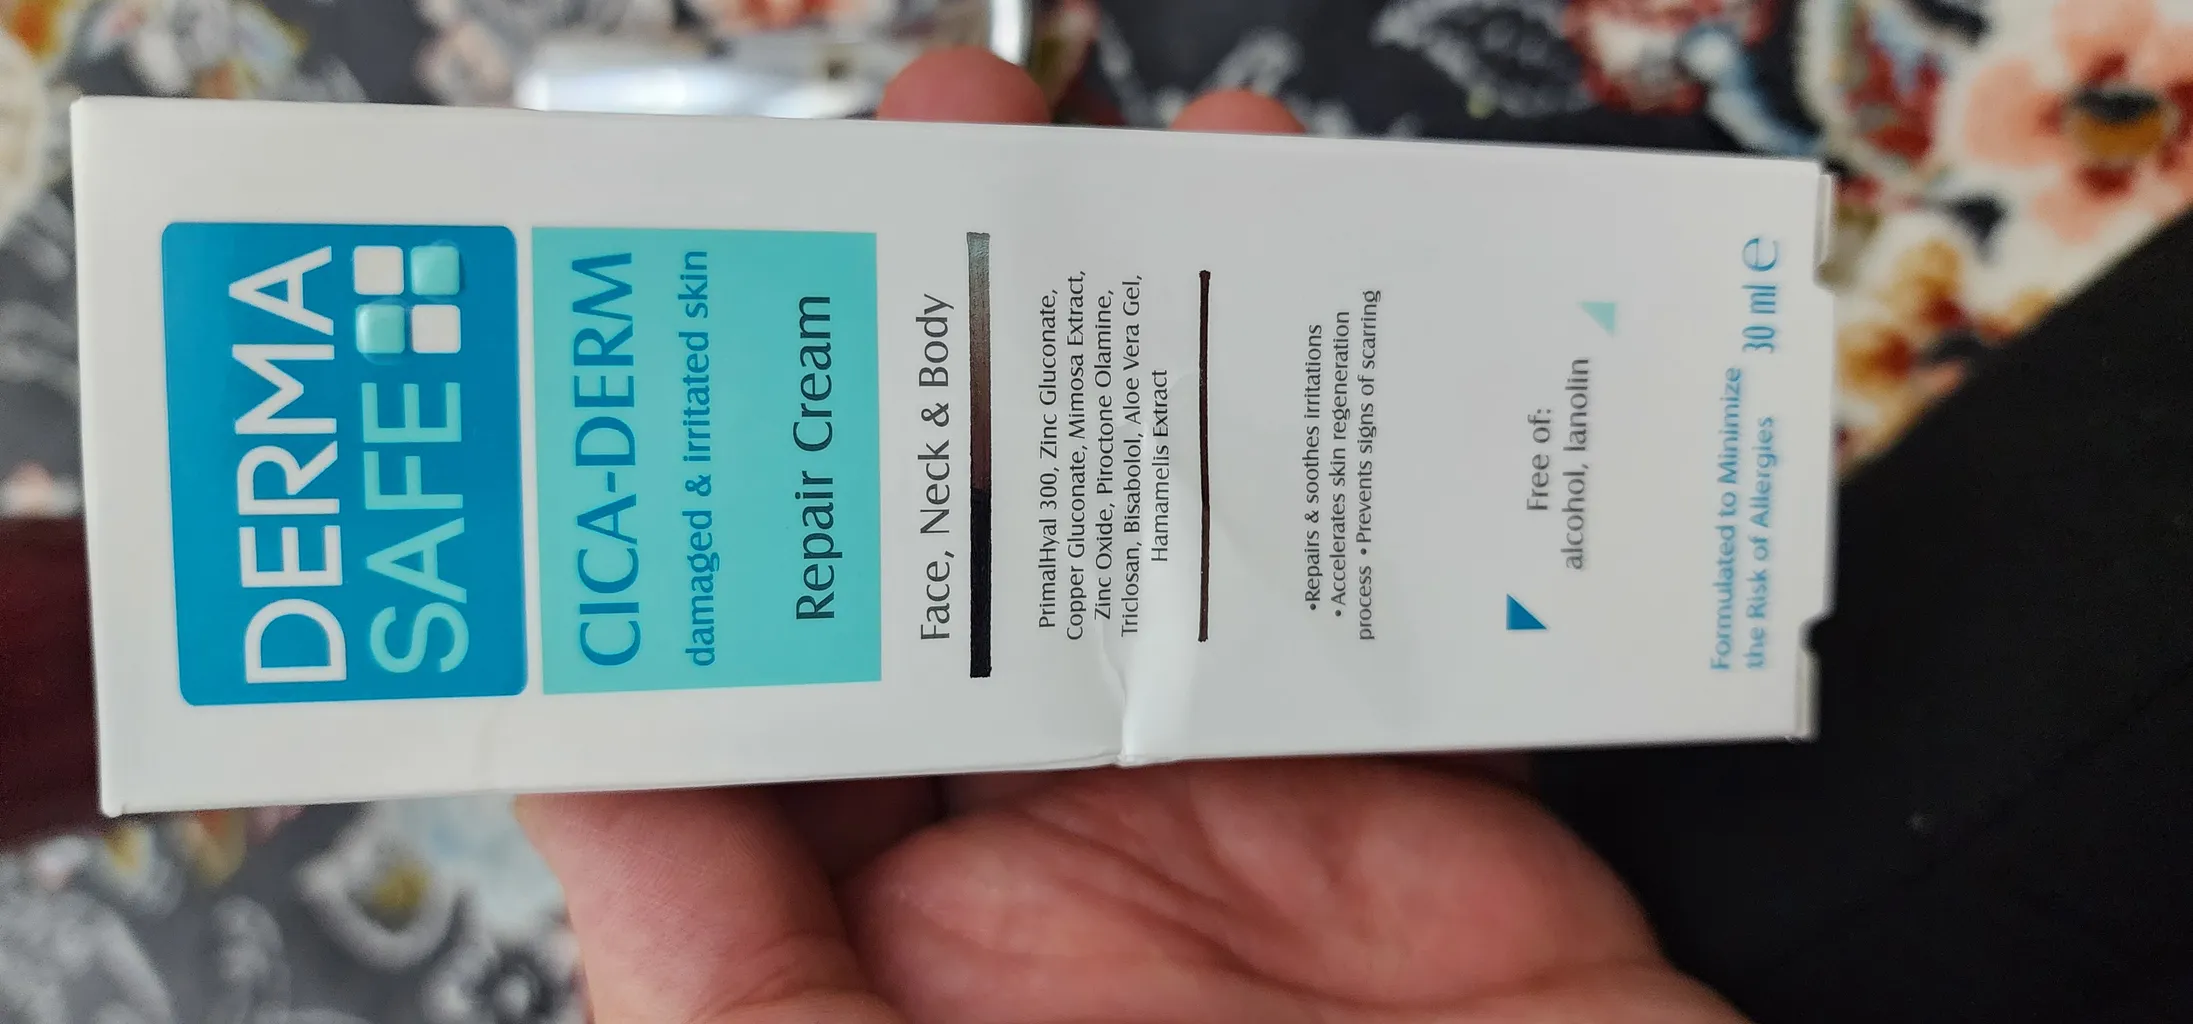 DERMA
SAFE
CICA-DERM
damaged & irritated skin
Repair Cream
Face, Neck & Body
PrimalHyal 300, Zinc Gluconate,
Copper Gluconate, Mimosa Extract,
Zinc Oxide, Piroctone Olamine,
Triclosan, Bisabolol, Aloe Vera Gel,
Hamamelis Extract
•Repairs & soothes irritations
•Accelerates skin regeneration
process •Prevents signs of scarring
Free of:
alcohol, lanolin
Formulated to Minimize
the Risk of Allergies 30 ml e